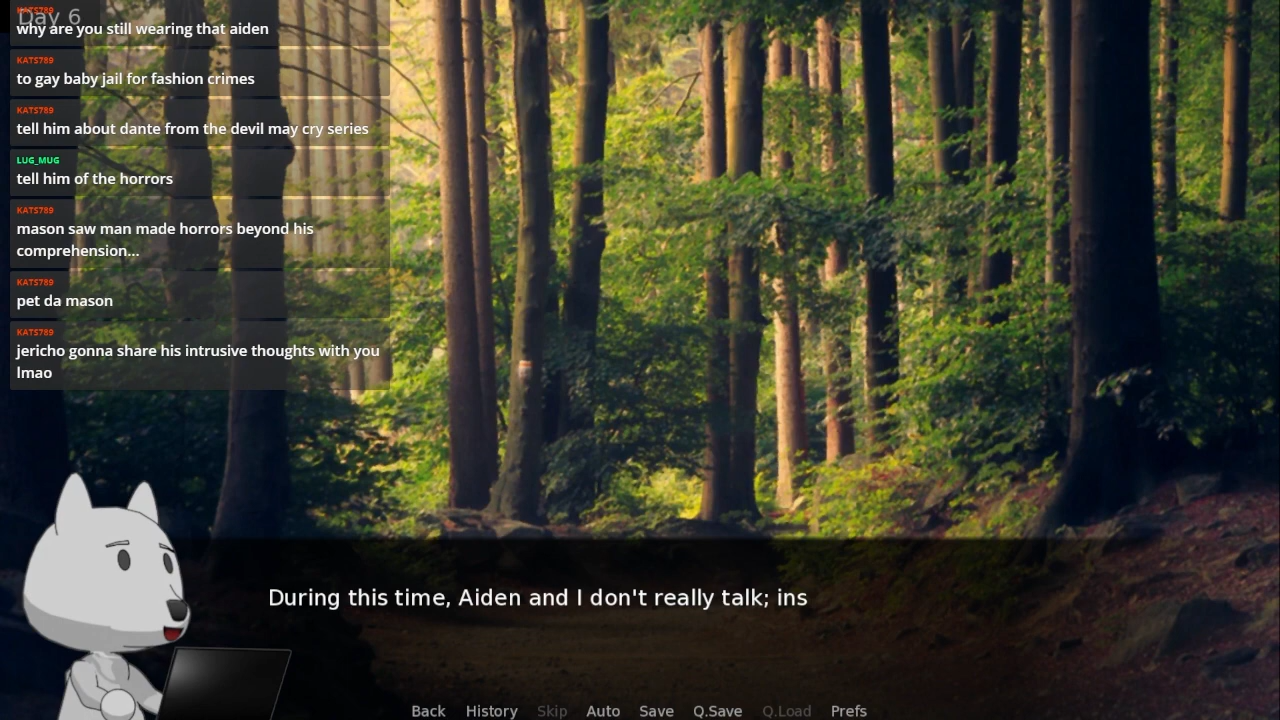 Day 6
KATS789
why are you still wearing that aiden
KATS789
to gay baby jail for fashion crimes
KATS789
tell him about dante from the devil may cry series
LUG_MUG
tell him of the horrors
KATS789
mason saw man made horrors beyond his
comprehension...
KATS789
pet da mason
KATS789
jericho gonna share his intrusive thoughts with you
lmao
During this time, Aiden and I don't really talk; ins
Back History Skip Auto Save Q.Save Q.Load Prefs